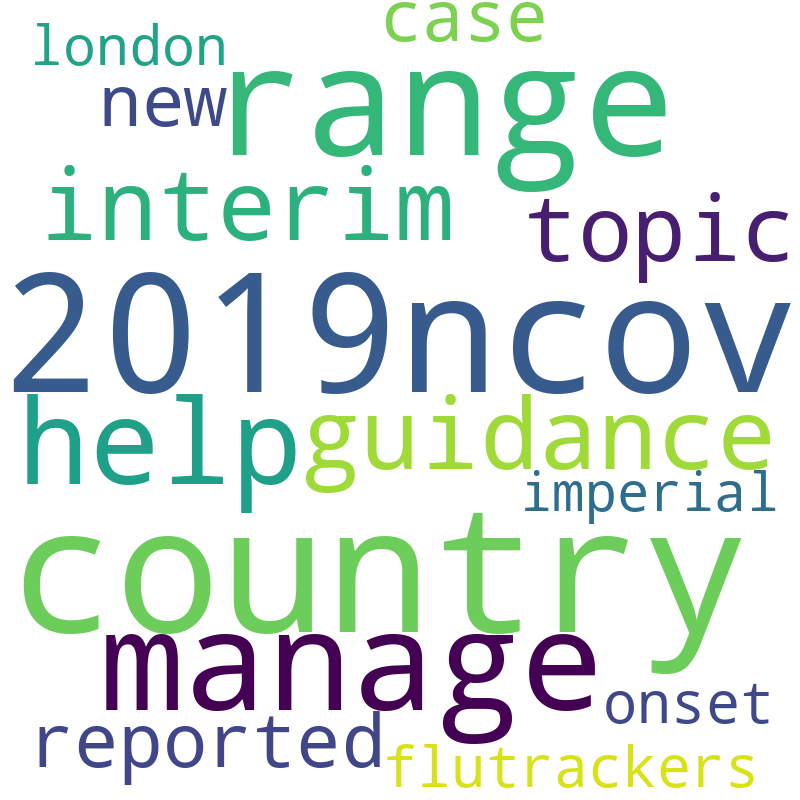 case
london
range
new
interim
topic
2019ncov
help
guidance
imperial
country
manage
onset
reported
flutrackers